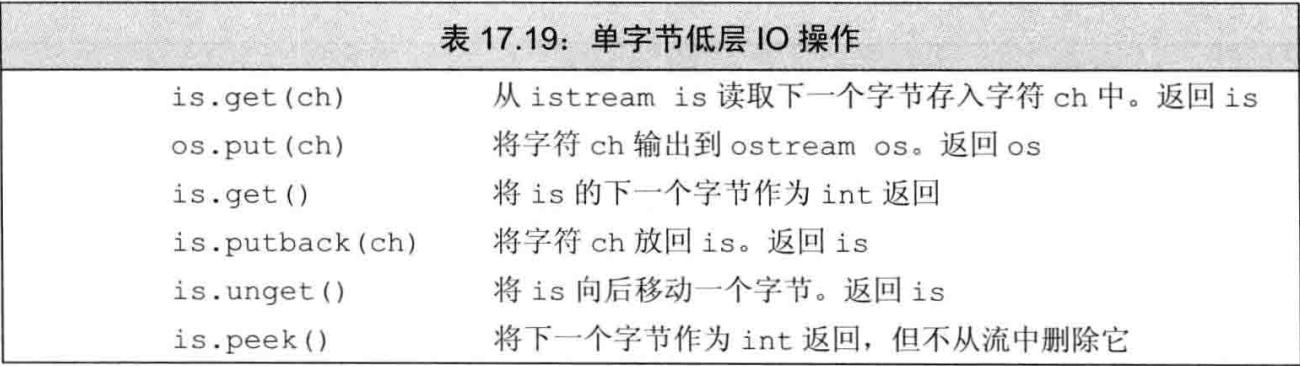 表 17.19：单字节低层 IO 操作
is.get(ch) 从 istream is 读取下一个字节存入字符 ch 中。返回 is
os.put(ch) 将字符 ch 输出到 ostream os。返回 os
is.get() 将 is 的下一个字节作为 int 返回
is.putback(ch) 将字符 ch 放回 is。返回 is
is.unget() 将 is 向后移动一个字节。返回 is
is.peek() 将下一个字节作为 int 返回，但不从流中删除它